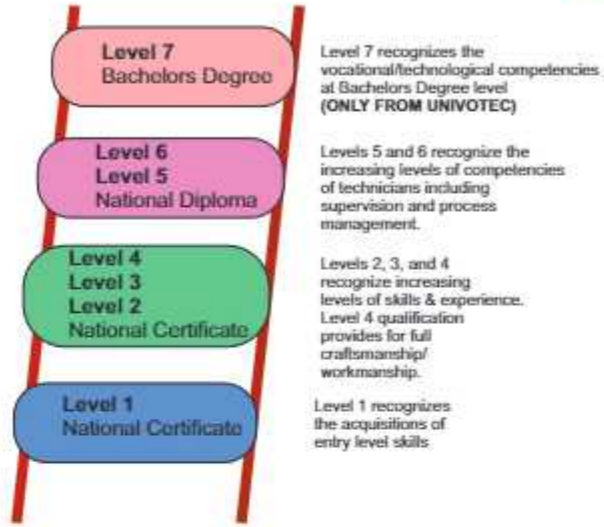 Level 7
Bachelors Degree
Level 7 recognizes the
vocational/technological competencies
at Bachelors Degree level
(ONLY FROM UNIVOTEC)
Level 6
Level 5
National Diploma
Levels 5 and 6 recognize the
increasing levels of competencies
of technicians including
supervision and process
management.
Level 4
Level 3
Level 2
National Certificate
Levels 2, 3, and 4
recognize increasing
levels of skills & experience.
Level 4 qualification
provides for full
craftsmanship/
workmanship.
Level 1
National Certificate
Level 1 recognizes
the acquisitions of
entry level skills